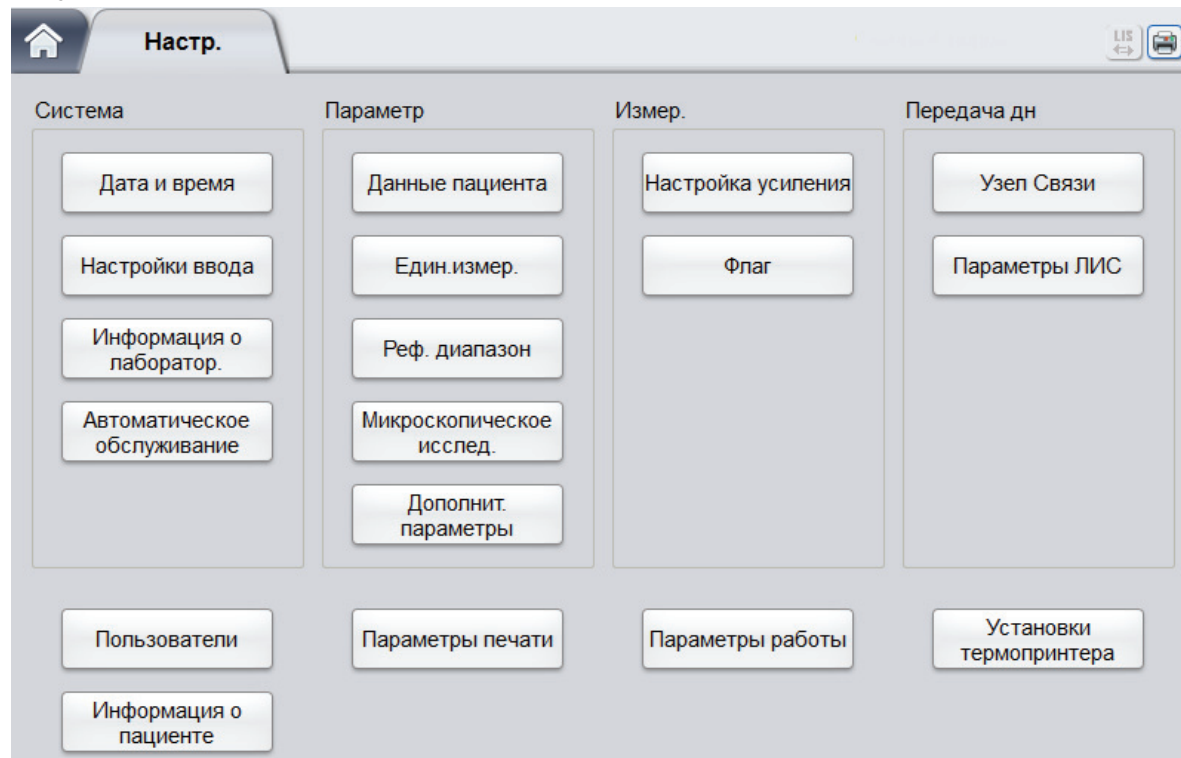 Настр.
LIS
Система
Параметр
Измер.
Передача дн
Дата и время
Данные пациента
Настройка усиления
Узел Связи
Настройки ввода
Един.измер.
Флаг
Параметры ЛИС
Информация о
лаборатор.
Реф. диапазон
Автоматическое
обслуживание
Микроскопическое
исслед.
Дополнит.
параметры
Пользователи
Параметры печати
Параметры работы
Установки
термопринтера
Информация о
пациенте